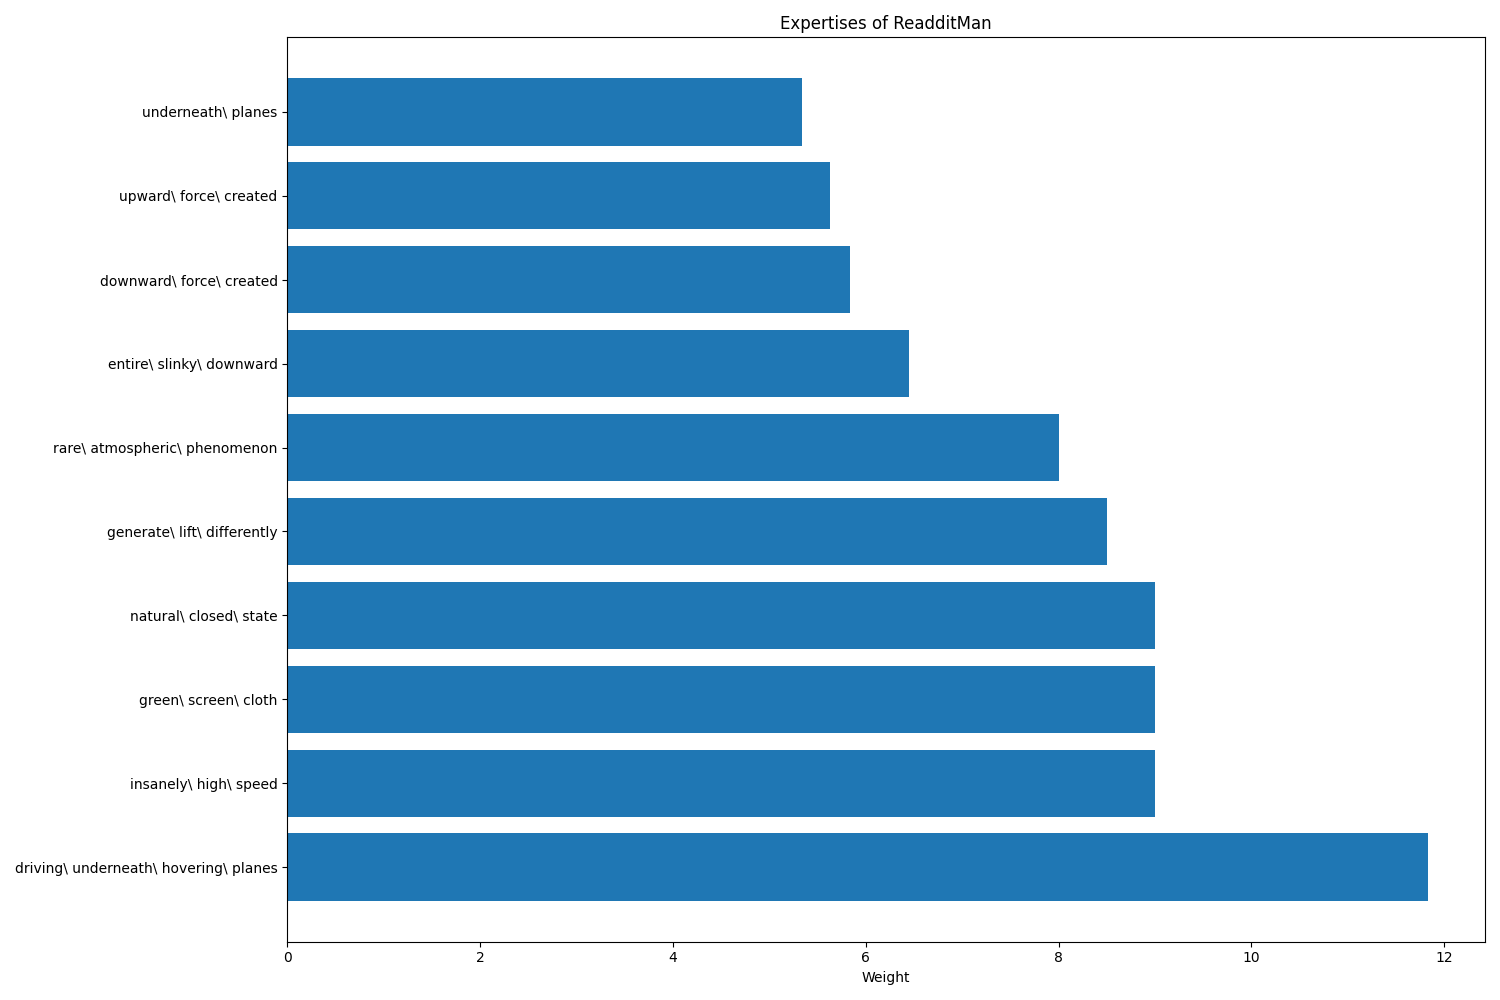 Expertises of ReadditMan
underneath\ planes
upward\ force\ created
downward\ force\ created
entire\ slinky\ downward
rare\ atmospheric\ phenomenon
generate\ lift\ differently
natural\ closed\ state
green\ screen\ cloth
insanely\ high\ speed
driving\ underneath\ hovering\ planes
0 2 4 6 8 10 12
Weight